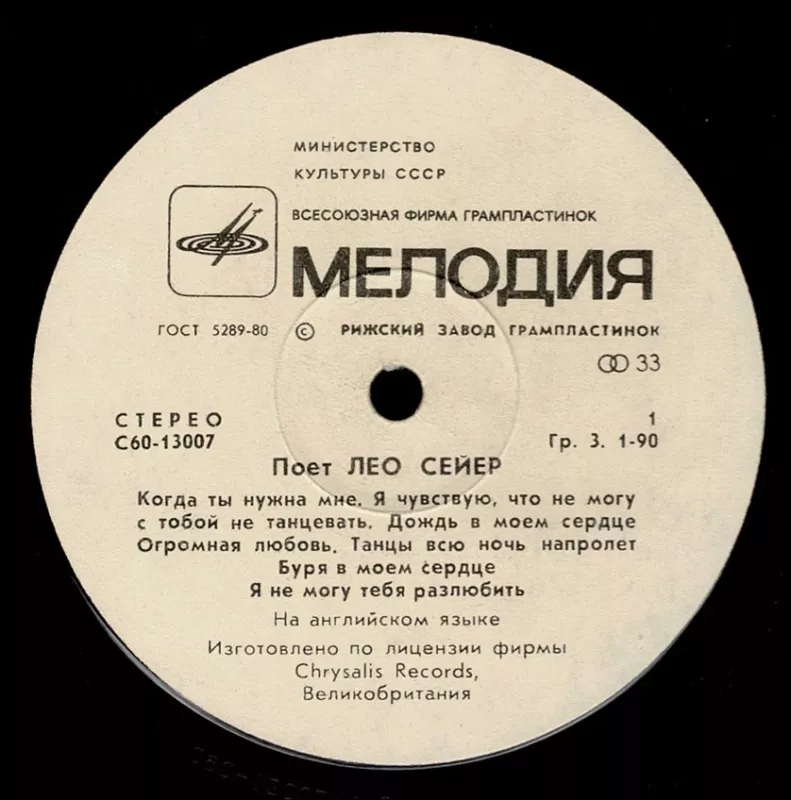 МИНИСТЕРСТВО
КУЛЬТУРЫ СССР
ВСЕСОЮЗНАЯ ФИРМА ГРАМПЛАСТИНОК
МЕЛОДИЯ
ГОСТ 5289-80 © РИЖСКИЙ ЗАВОД ГРАМПЛАСТИНОК
33
СТЕРЕО 1
С60-13007 Гр. 3. 1-90
Поет ЛЕО СЕЙЕР
Когда ты нужна мне. Я чувствую, что не могу
с тобой не танцевать. Дождь в моем сердце
Огромная любовь. Танцы всю ночь напролет
Буря в моем сердце
Я не могу тебя разлюбить
На английском языке
Изготовлено по лицензии фирмы
Chrysalis Records,
Великобритания